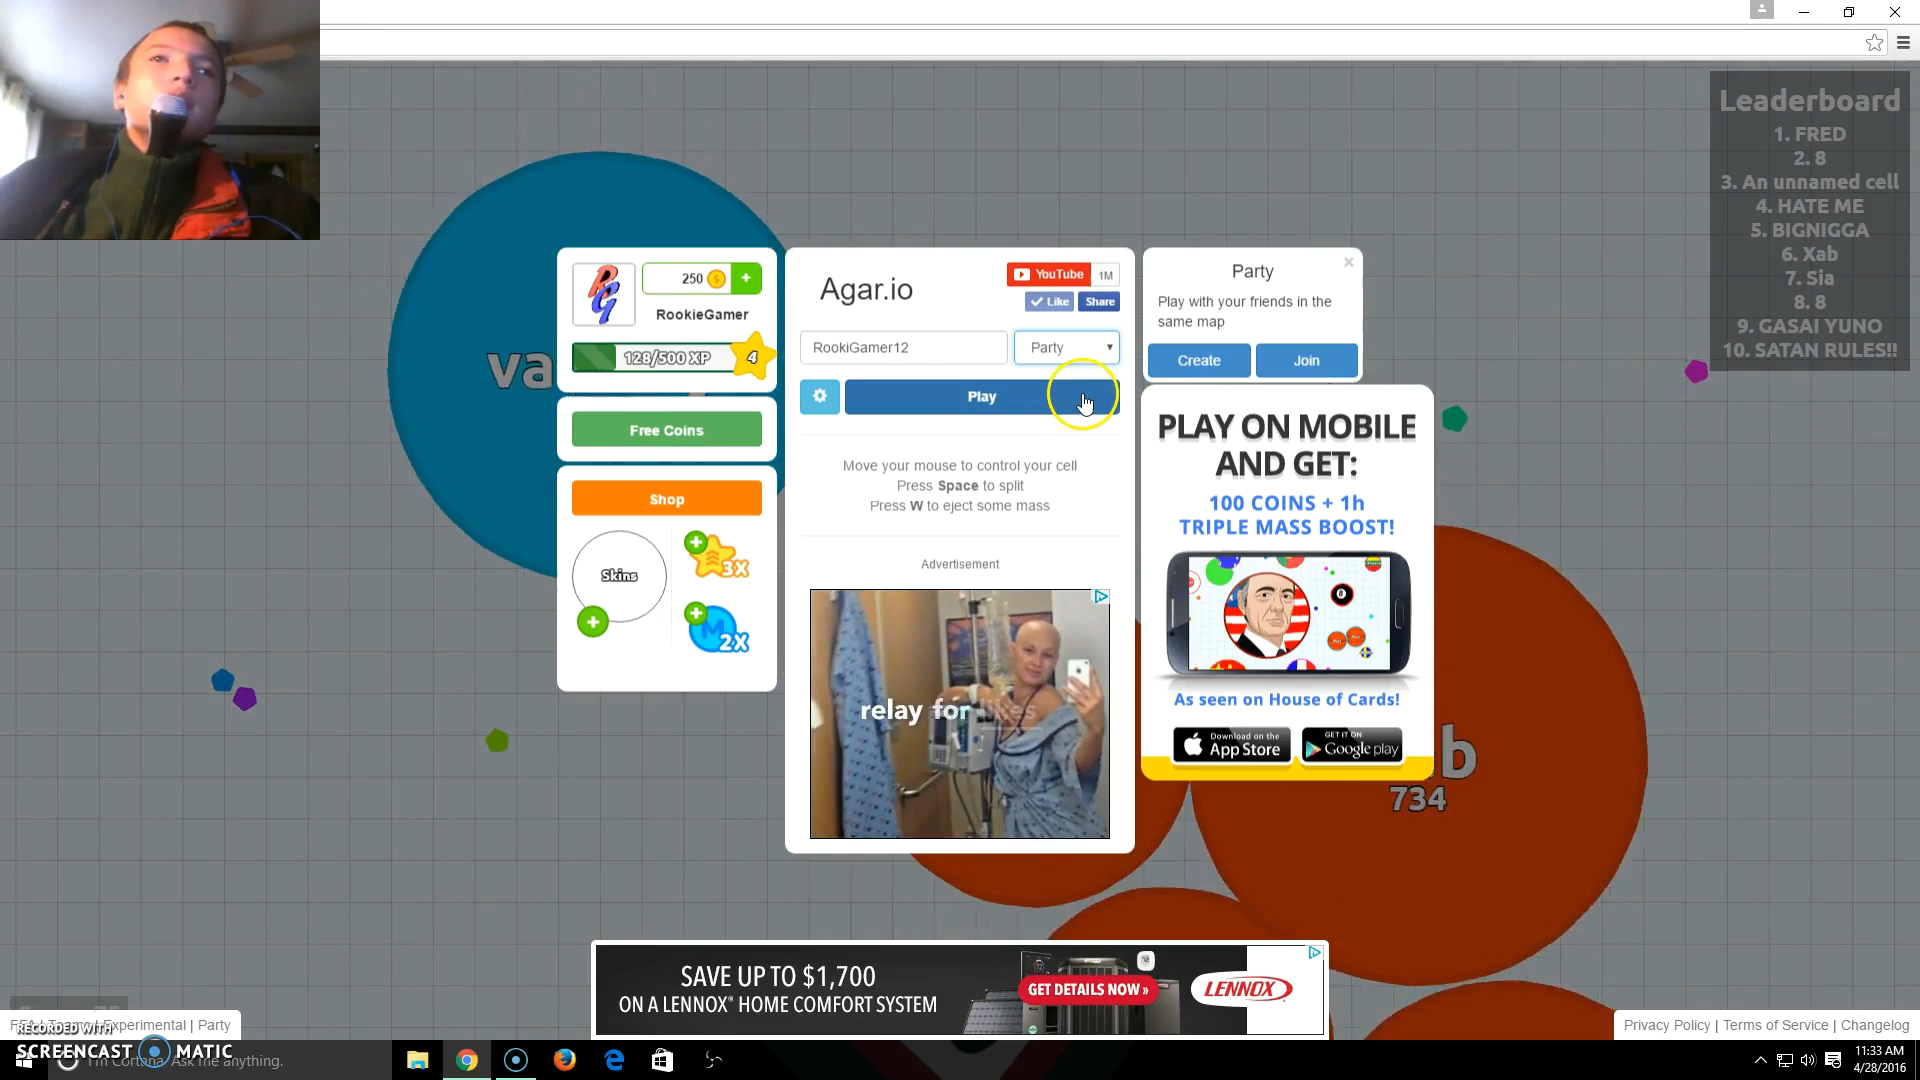 Leaderboard
1. FRED
2. 8
3. An unnamed cell
4. HATE ME
5. BIGNIGGA
6. Xab
7. Sia
8. 8
9. GASAI YUNO
10. SATAN RULES!!
va
RG
250
RookieGamer
128/500 XP
4
Free Coins
Shop
Skins
3X
M
2X
Agar.io
YouTube
1M
Like
Share
RookiGamer12
Party
Play
Move your mouse to control your cell
Press Space to split
Press W to eject some mass
Advertisement
relay for likes
Party
Play with your friends in the
same map
Create
Join
PLAY ON MOBILE
AND GET:
100 COINS + 1h
TRIPLE MASS BOOST!
8
As seen on House of Cards!
Download on the
App Store
GET IT ON
Google play
b
734
SAVE UP TO $1,700
ON A LENNOX® HOME COMFORT SYSTEM
GET DETAILS NOW »
LENNOX
Experimental | Party
Privacy Policy | Terms of Service | Changelog
RECORDED WITH
SCREENCAST MATIC
I'm Cortana. Ask me anything.
11:33 AM
4/28/2016